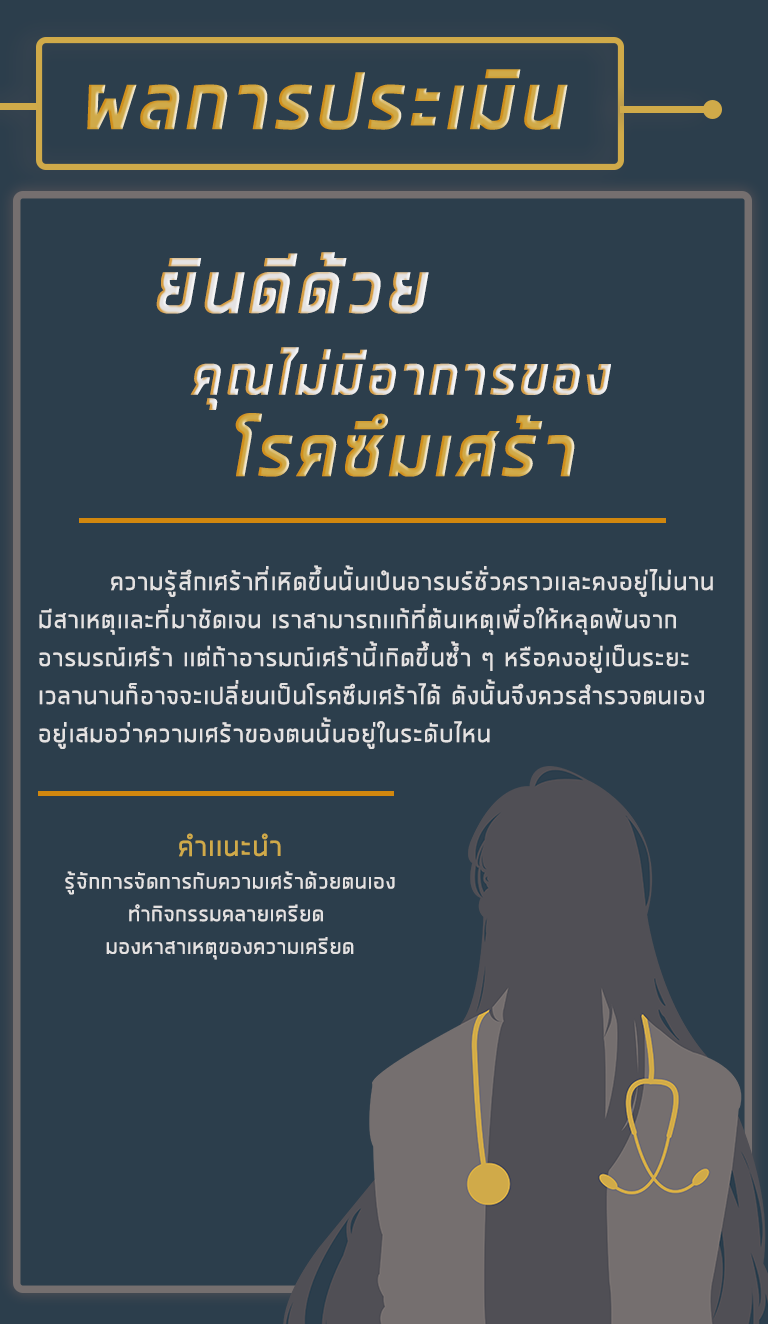 ผลการประเมิน
ยินดีด้วย
คุณไม่มีอาการของ
โรคซึมเศร้า
ความรู้สึกเศร้าที่เหิดขึ้นนั้นเป๋นอารมร์ชั่วคราวและคงอยู่ไม่นาน
มีสาเหตุและที่มาชัดเจน เราสามารถแก้ที่ต้นเหตุเพื่อให้หลุดพ้นจาก
อารมรณ์เศร้า แต่ถ้าอารมณ์เศร้านี้เกิดขึ้นซ้ำ ๆ หรือคงอยู่เป็นระยะ
เวลานานก็อาจจะเปลี่ยนเป็นโรคซึมเศร้าได้ ดังนั้นจึงควรสำรวจตนเอง
อยู่เสมอว่าความเศร้าของตนนั้นอยู่ในระดับไหน
คำแนะนำ
รู้จักการจัดการกับความเศร้าด้วยตนเอง
ทำกิจกรรมคลายเครียด
มองหาสาเหตุของความเครียด